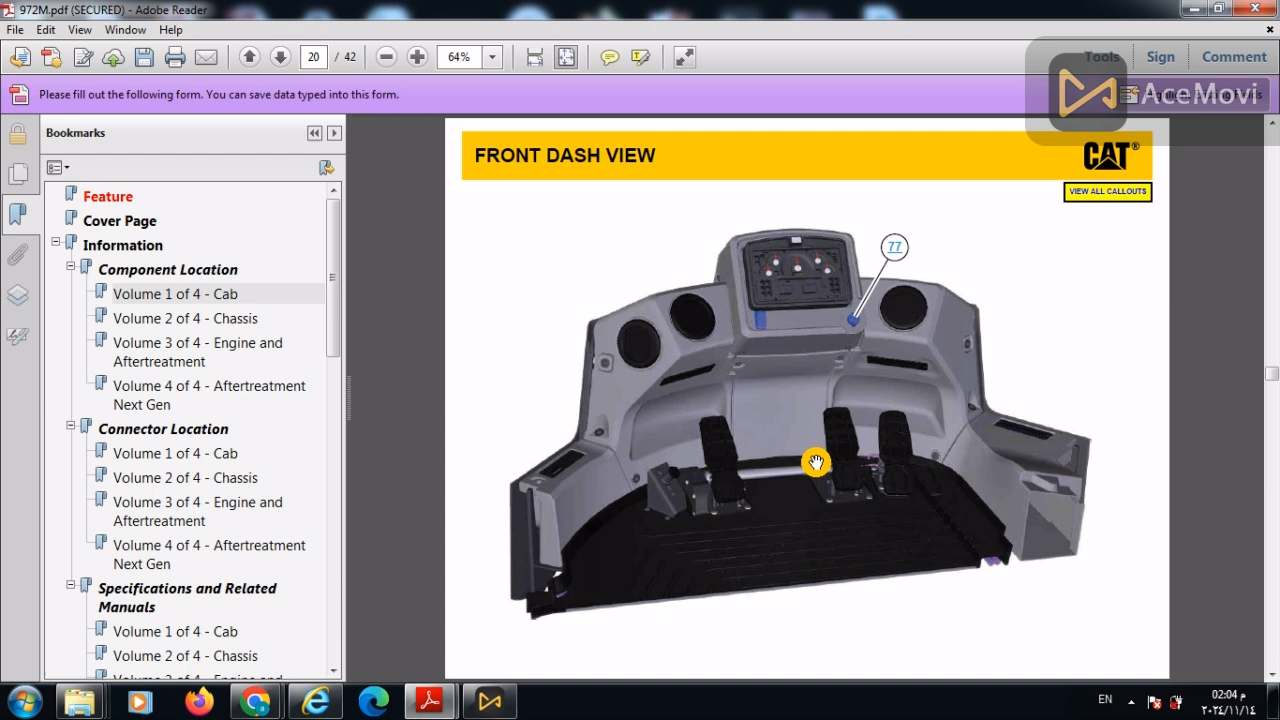 972M.pdf (SECURED) - Adobe Reader
File Edit View Window Help
20 / 42 64% Tools Sign Comment
AceMovi
Please fill out the following form. You can save data typed into this form.
Bookmarks
Feature
Cover Page
Information
Component Location
Volume 1 of 4 - Cab
Volume 2 of 4 - Chassis
Volume 3 of 4 - Engine and
Aftertreatment
Volume 4 of 4 - Aftertreatment
Next Gen
Connector Location
Volume 1 of 4 - Cab
Volume 2 of 4 - Chassis
Volume 3 of 4 - Engine and
Aftertreatment
Volume 4 of 4 - Aftertreatment
Next Gen
Specifications and Related
Manuals
Volume 1 of 4 - Cab
Volume 2 of 4 - Chassis
FRONT DASH VIEW
CAT®
VIEW ALL CALLOUTS
77
EN
02:04 م
٢٠٢٤/١١/١٤